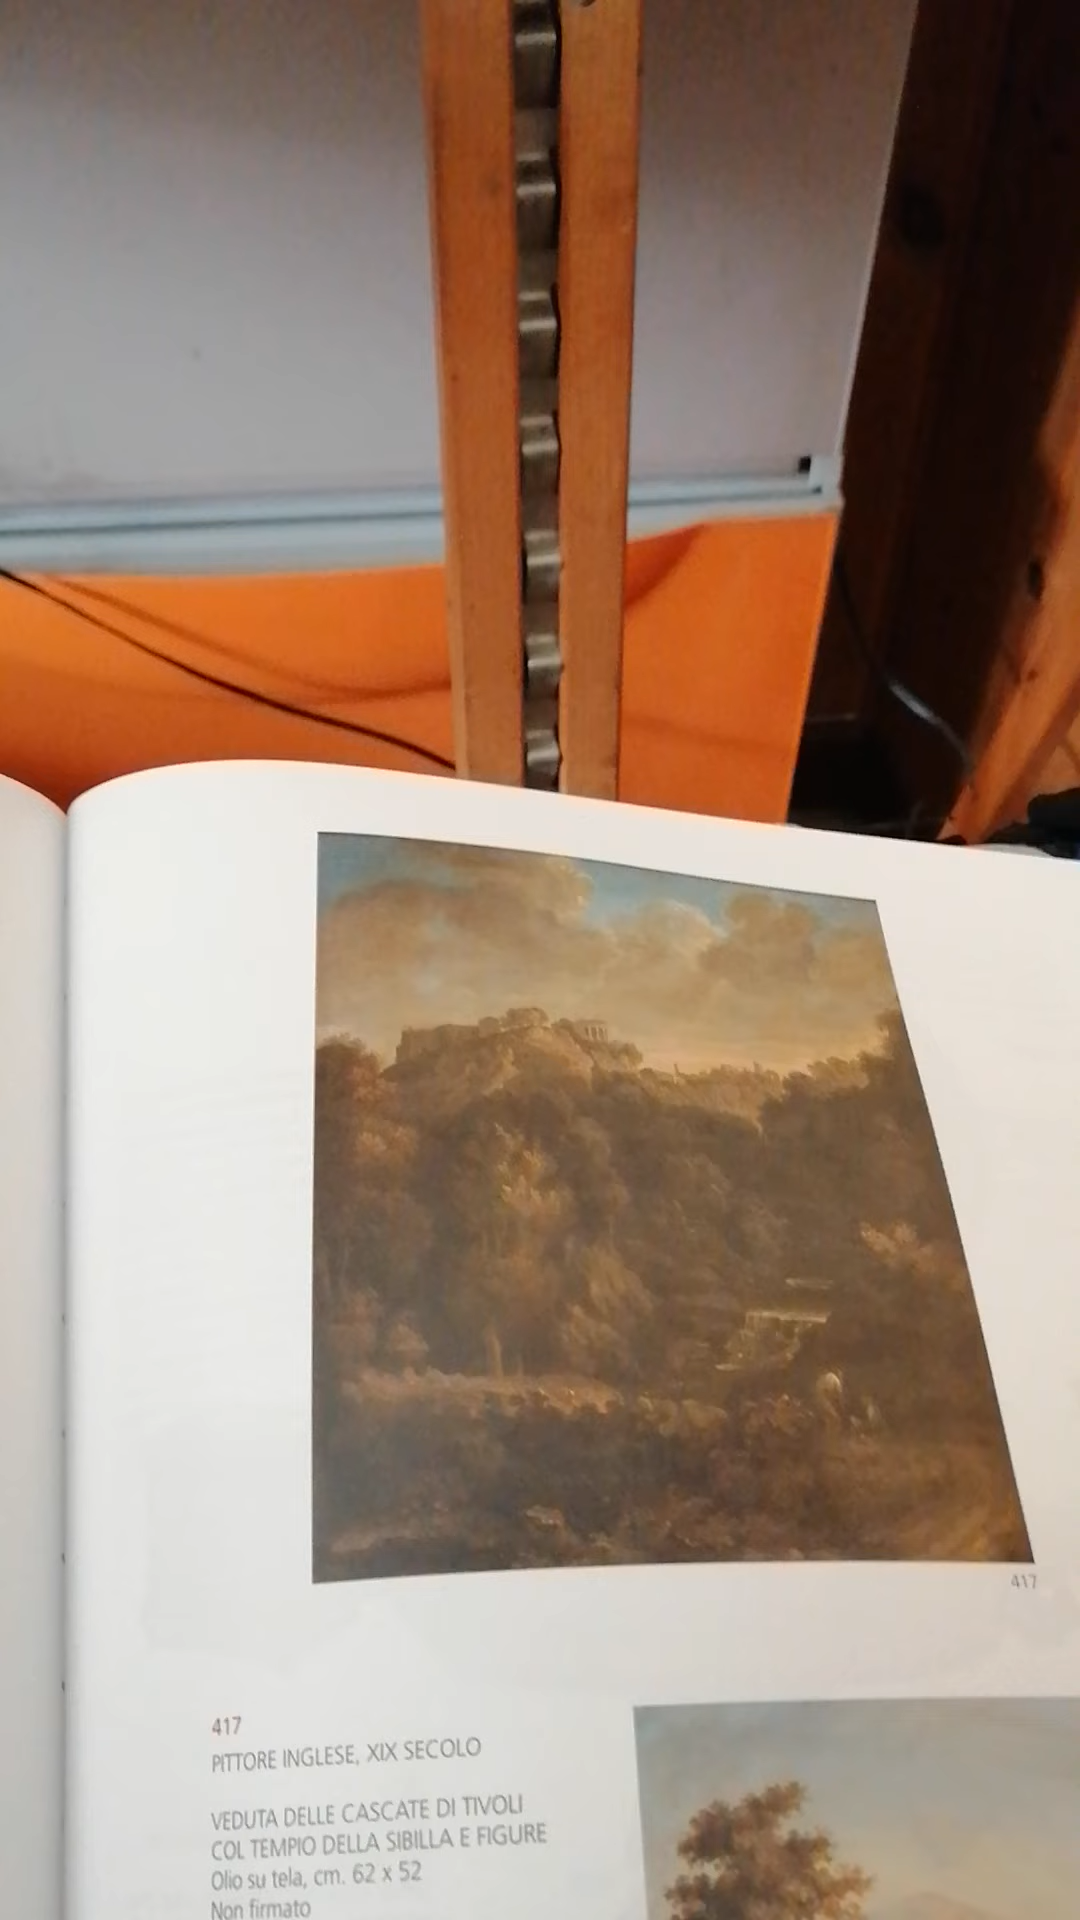 417
417
PITTORE INGLESE, XIX SECOLO
VEDUTA DELLE CASCATE DI TIVOLI
COL TEMPIO DELLA SIBILLA E FIGURE
Olio su tela, cm. 62 x 52
Non firmato